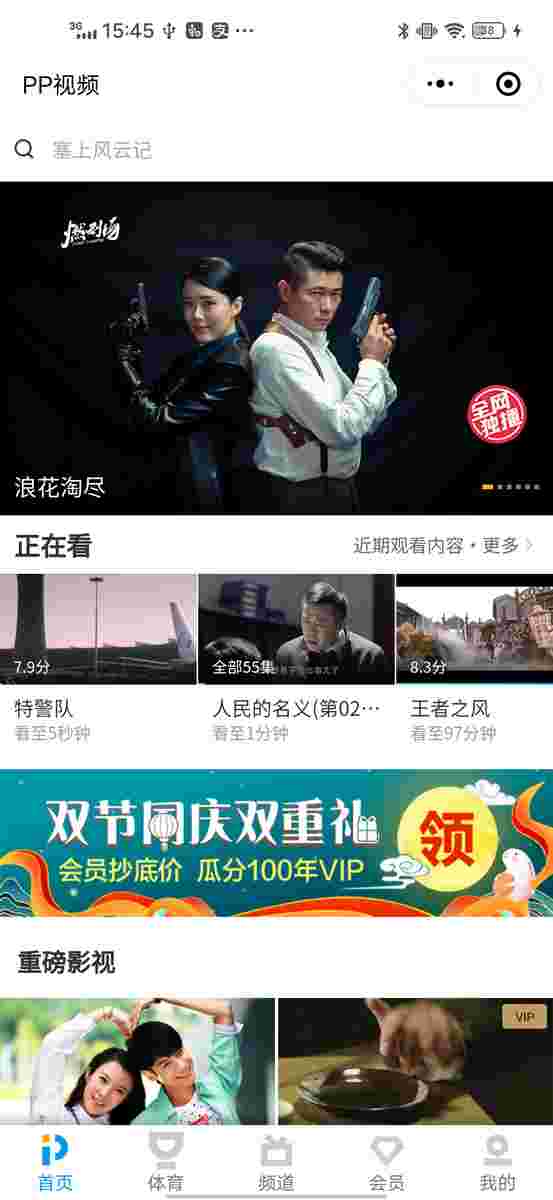 3G 15:45
PP视频
塞上风云记
燃剧场
全网
独播
浪花淘尽
正在看
近期观看内容·更多
7.9分
全部55集
8.3分
特警队
人民的名义(第02…
王者之风
看至5秒钟
看至1分钟
看至97分钟
双节同庆双重礼
领
会员抄底价 瓜分100年VIP
重磅影视
VIP
首页
体育
频道
会员
我的